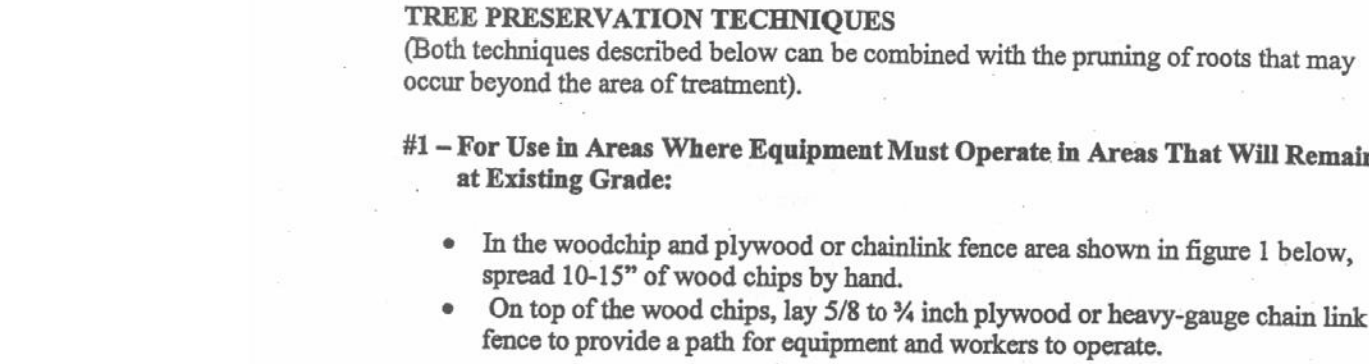 TREE PRESERVATION TECHNIQUES
(Both techniques described below can be combined with the pruning of roots that may
occur beyond the area of treatment).
#1 – For Use in Areas Where Equipment Must Operate in Areas That Will Remain
at Existing Grade:
• In the woodchip and plywood or chainlink fence area shown in figure 1 below,
spread 10-15” of wood chips by hand.
• On top of the wood chips, lay 5/8 to ¾ inch plywood or heavy-gauge chain link
fence to provide a path for equipment and workers to operate.